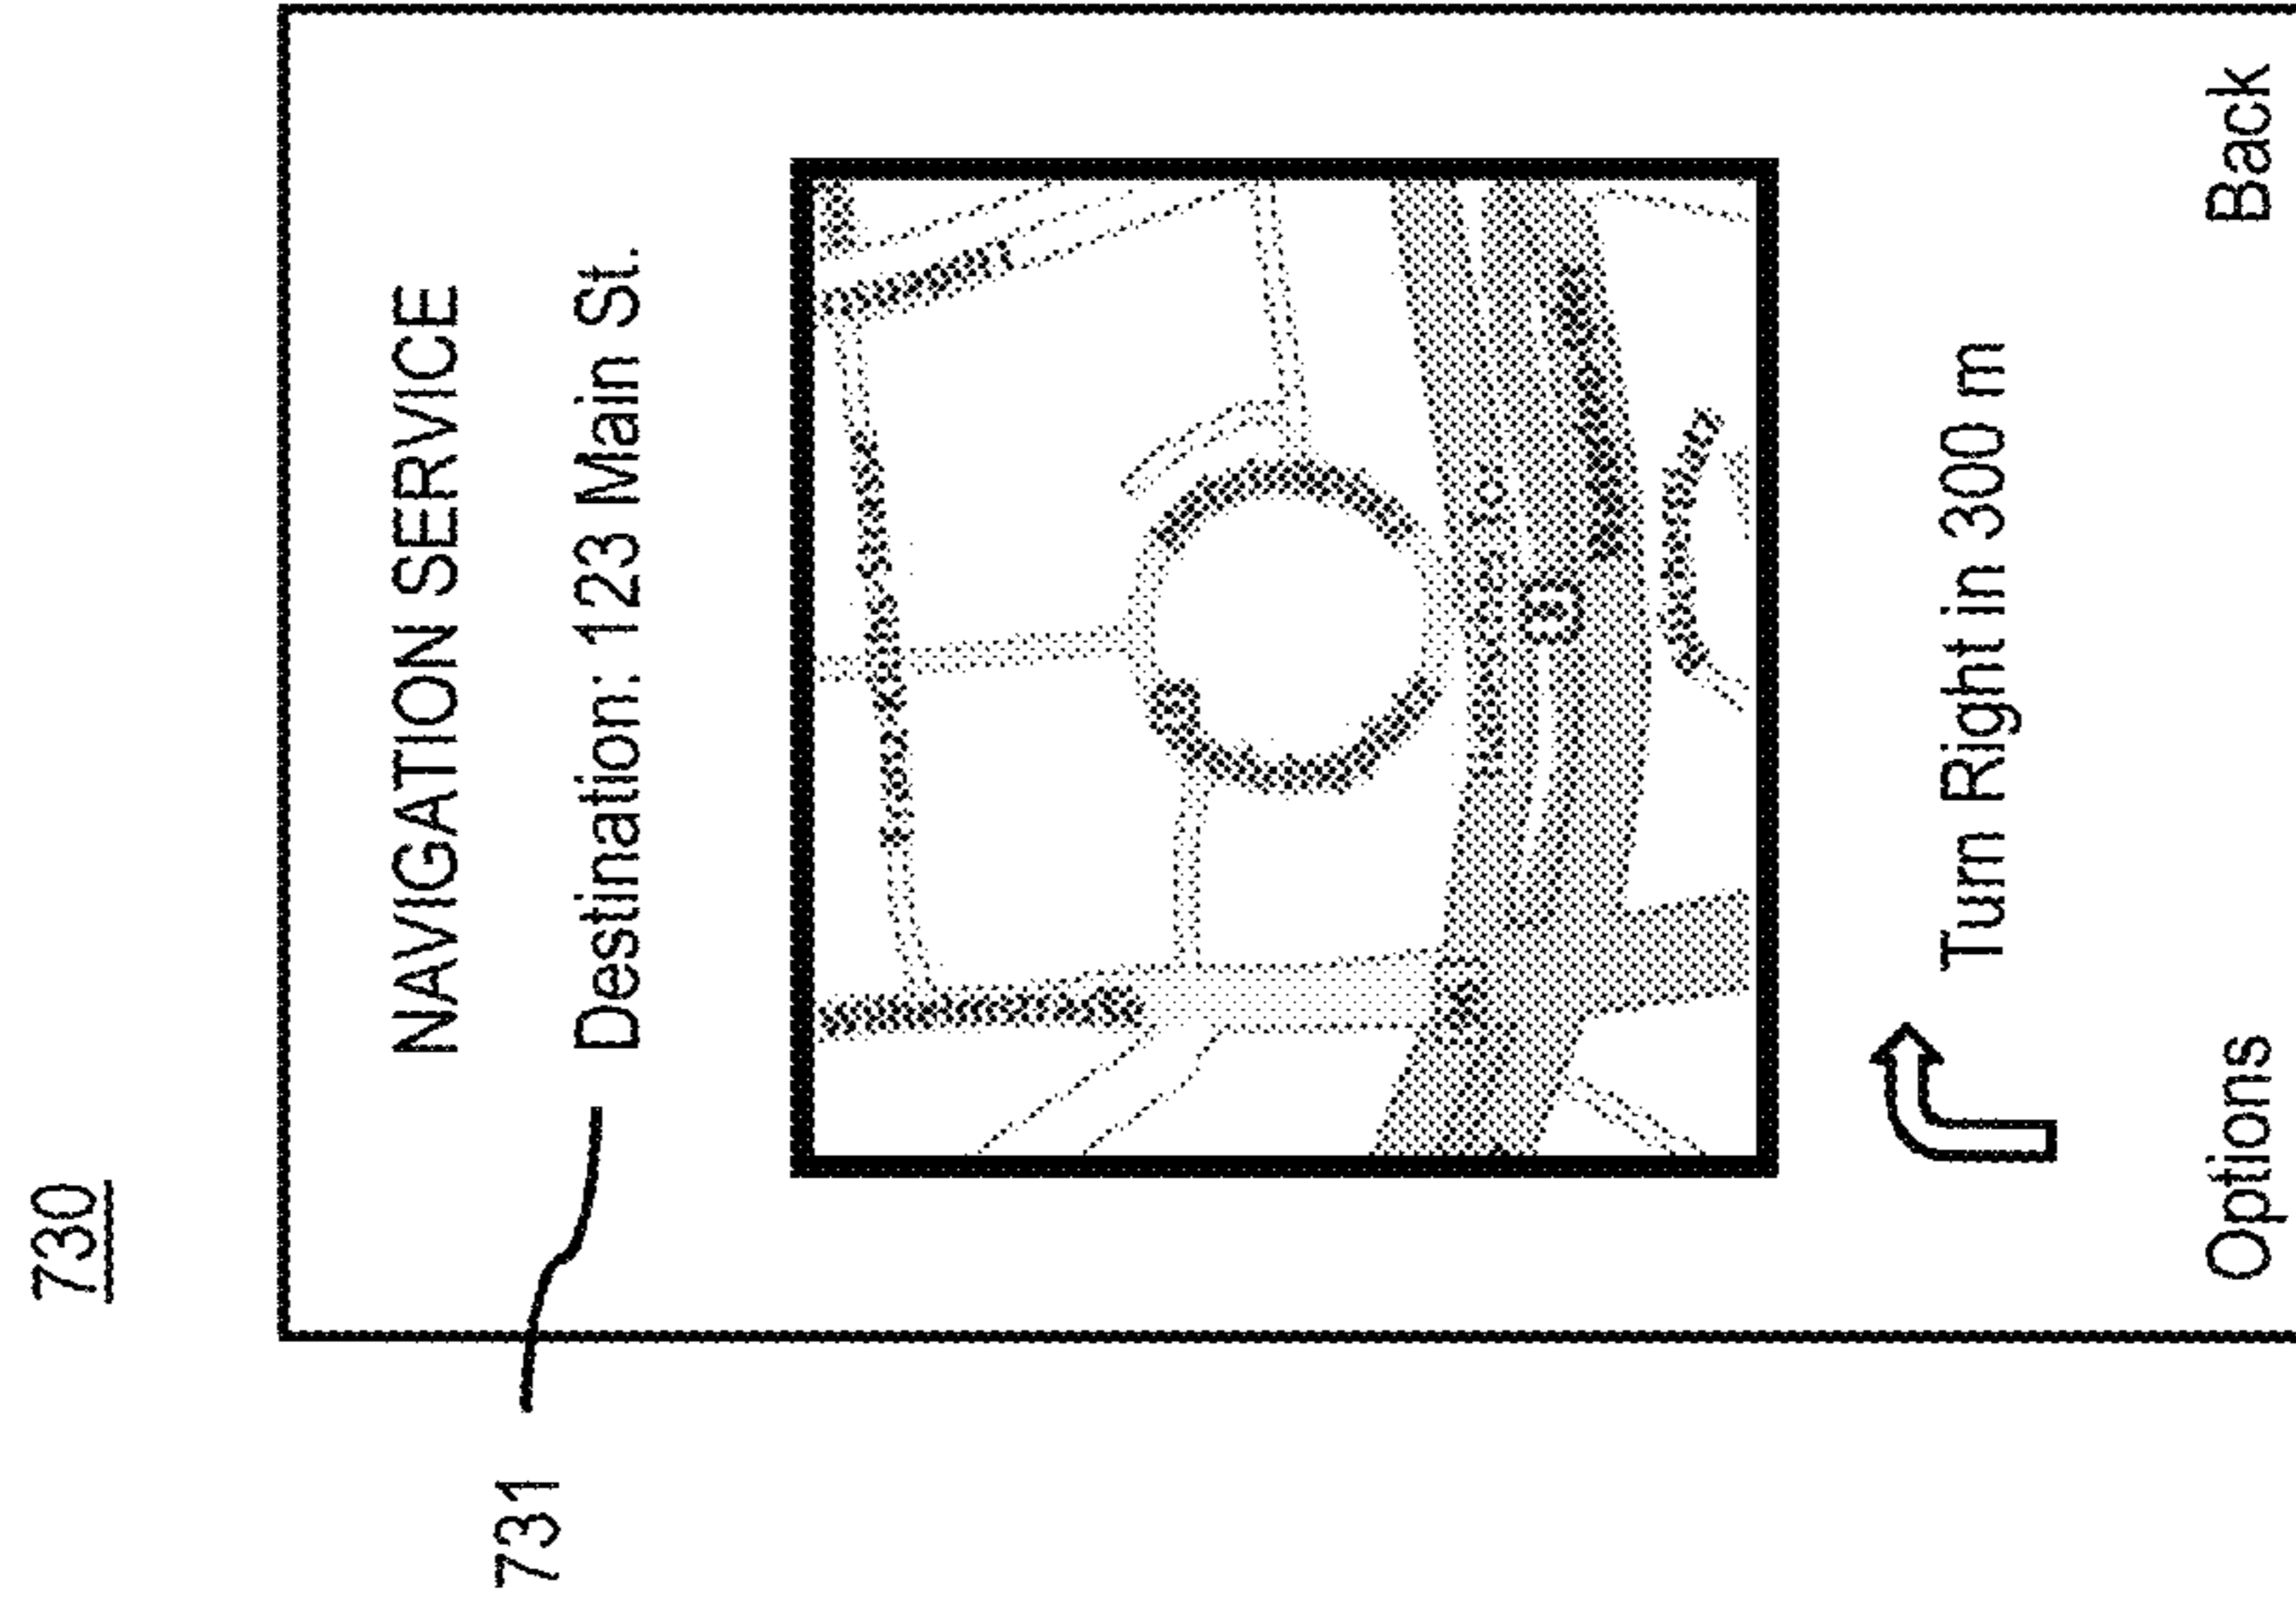 730
NAVIGATION SERVICE
731
Destination: 123 Main St.
Turn Right in 300 m
Options Back